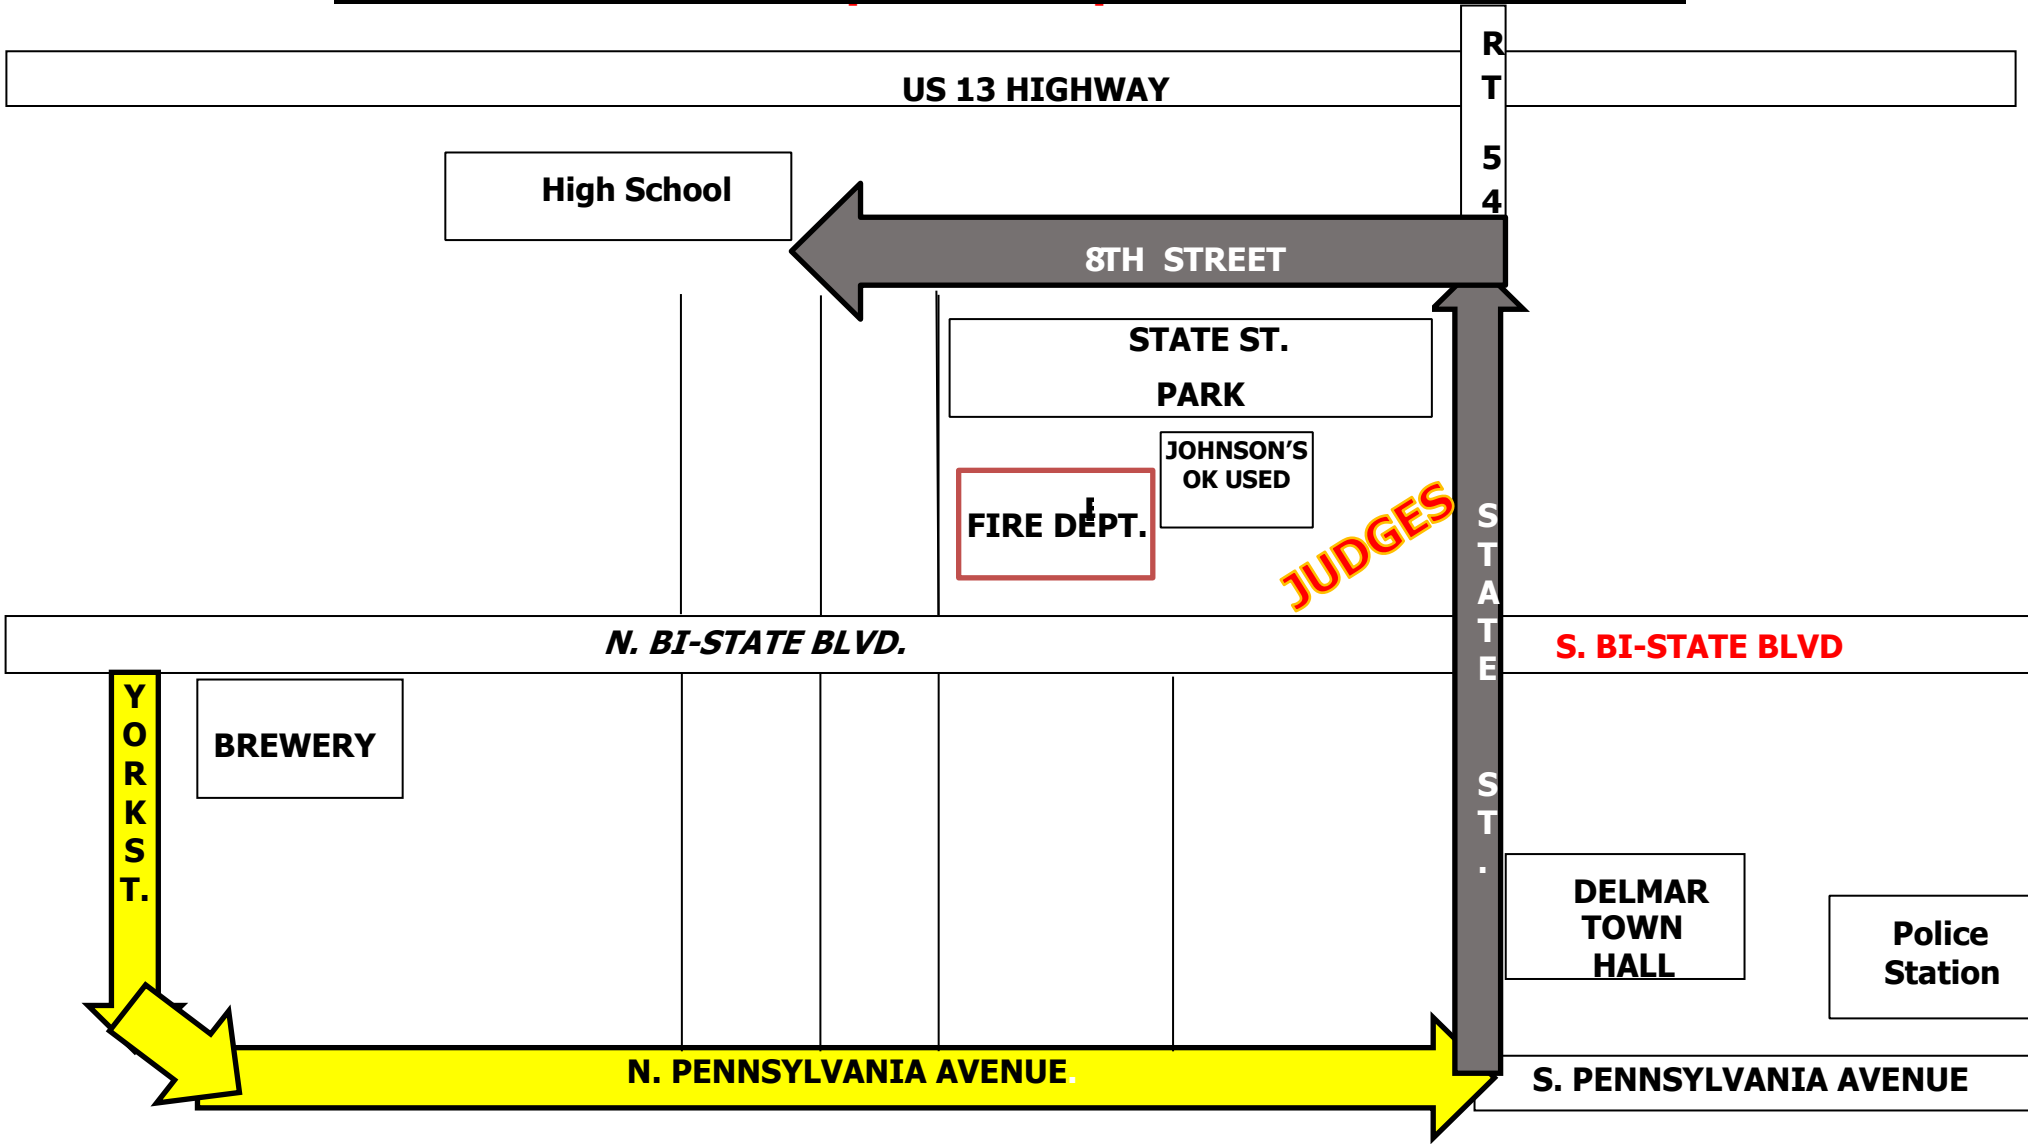 RT 54
US 13 HIGHWAY
High School
8TH STREET
STATE ST.
PARK
JOHNSON'S
OK USED
FIRE DEPT.
JUDGES
STATE ST.
N. BI-STATE BLVD.
S. BI-STATE BLVD
YORK ST.
BREWERY
DELMAR
TOWN
HALL
Police
Station
N. PENNSYLVANIA AVENUE.
S. PENNSYLVANIA AVENUE